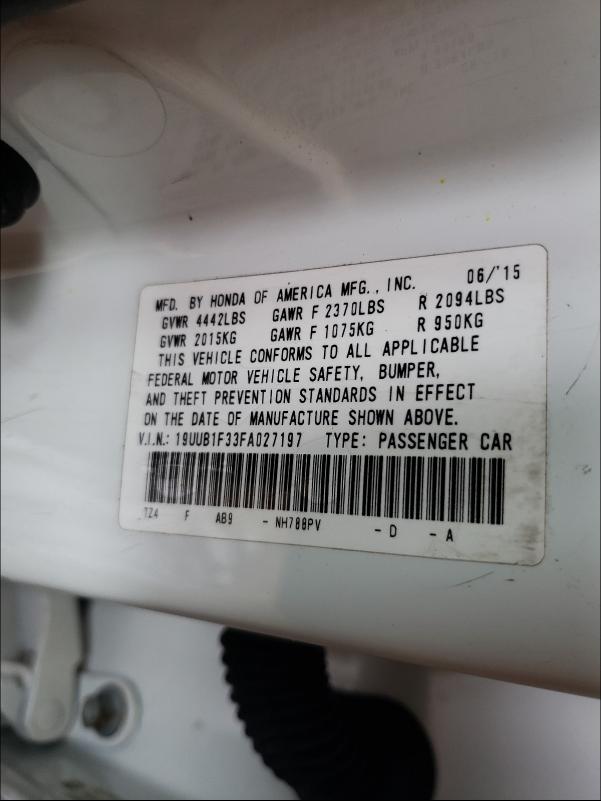 MFD. BY HONDA OF AMERICA MFG., INC. 06/'15
GVWR 4442LBS GAWR F 2370LBS R 2094LBS
GVWR 2015KG GAWR F 1075KG R 950KG
THIS VEHICLE CONFORMS TO ALL APPLICABLE
FEDERAL MOTOR VEHICLE SAFETY, BUMPER,
AND THEFT PREVENTION STANDARDS IN EFFECT
ON THE DATE OF MANUFACTURE SHOWN ABOVE.
V.I.N.: 19UUB1F33FA027197 TYPE: PASSENGER CAR
TZ4 F AB9 - NH788PV - D - A